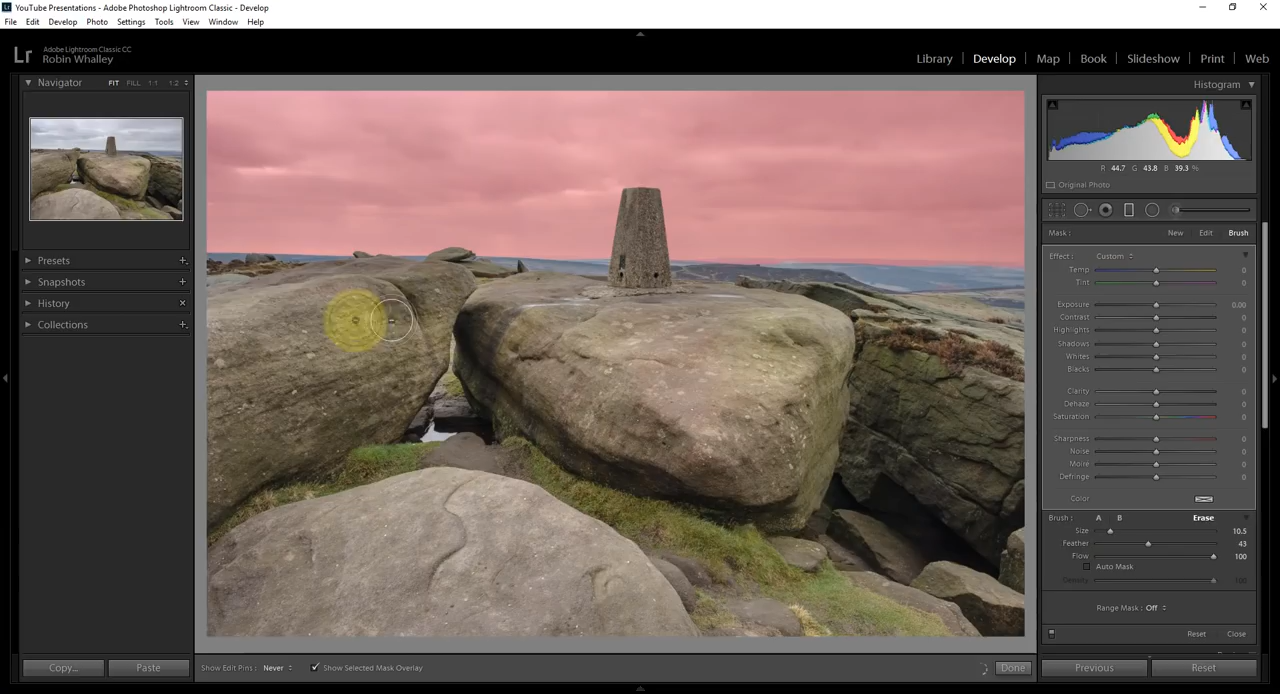 YouTube Presentations - Adobe Photoshop Lightroom Classic - Develop
File Edit Develop Photo Settings Tools View Window Help
Lr Adobe Lightroom Classic CC
Robin Whalley
Library | Develop | Map | Book | Slideshow | Print | Web
Navigator FIT FILL 1:1 1:2
Presets
Snapshots
History
Collections
Copy... Paste
Show Edit Pins : Never Show Selected Mask Overlay Done
Histogram
R 44.7 G 43.8 B 39.3 %
Original Photo
Mask : New Edit Brush
Effect : Custom
Temp 0
Tint 0
Exposure 0.00
Contrast 0
Highlights 0
Shadows 0
Whites 0
Blacks 0
Clarity 0
Dehaze 0
Saturation 0
Sharpness 0
Noise 0
Moiré 0
Defringe 0
Color
Brush : A B Erase
Size 10.5
Feather 43
Flow 100
Auto Mask
Density 100
Range Mask : Off
Reset Close
Previous Reset